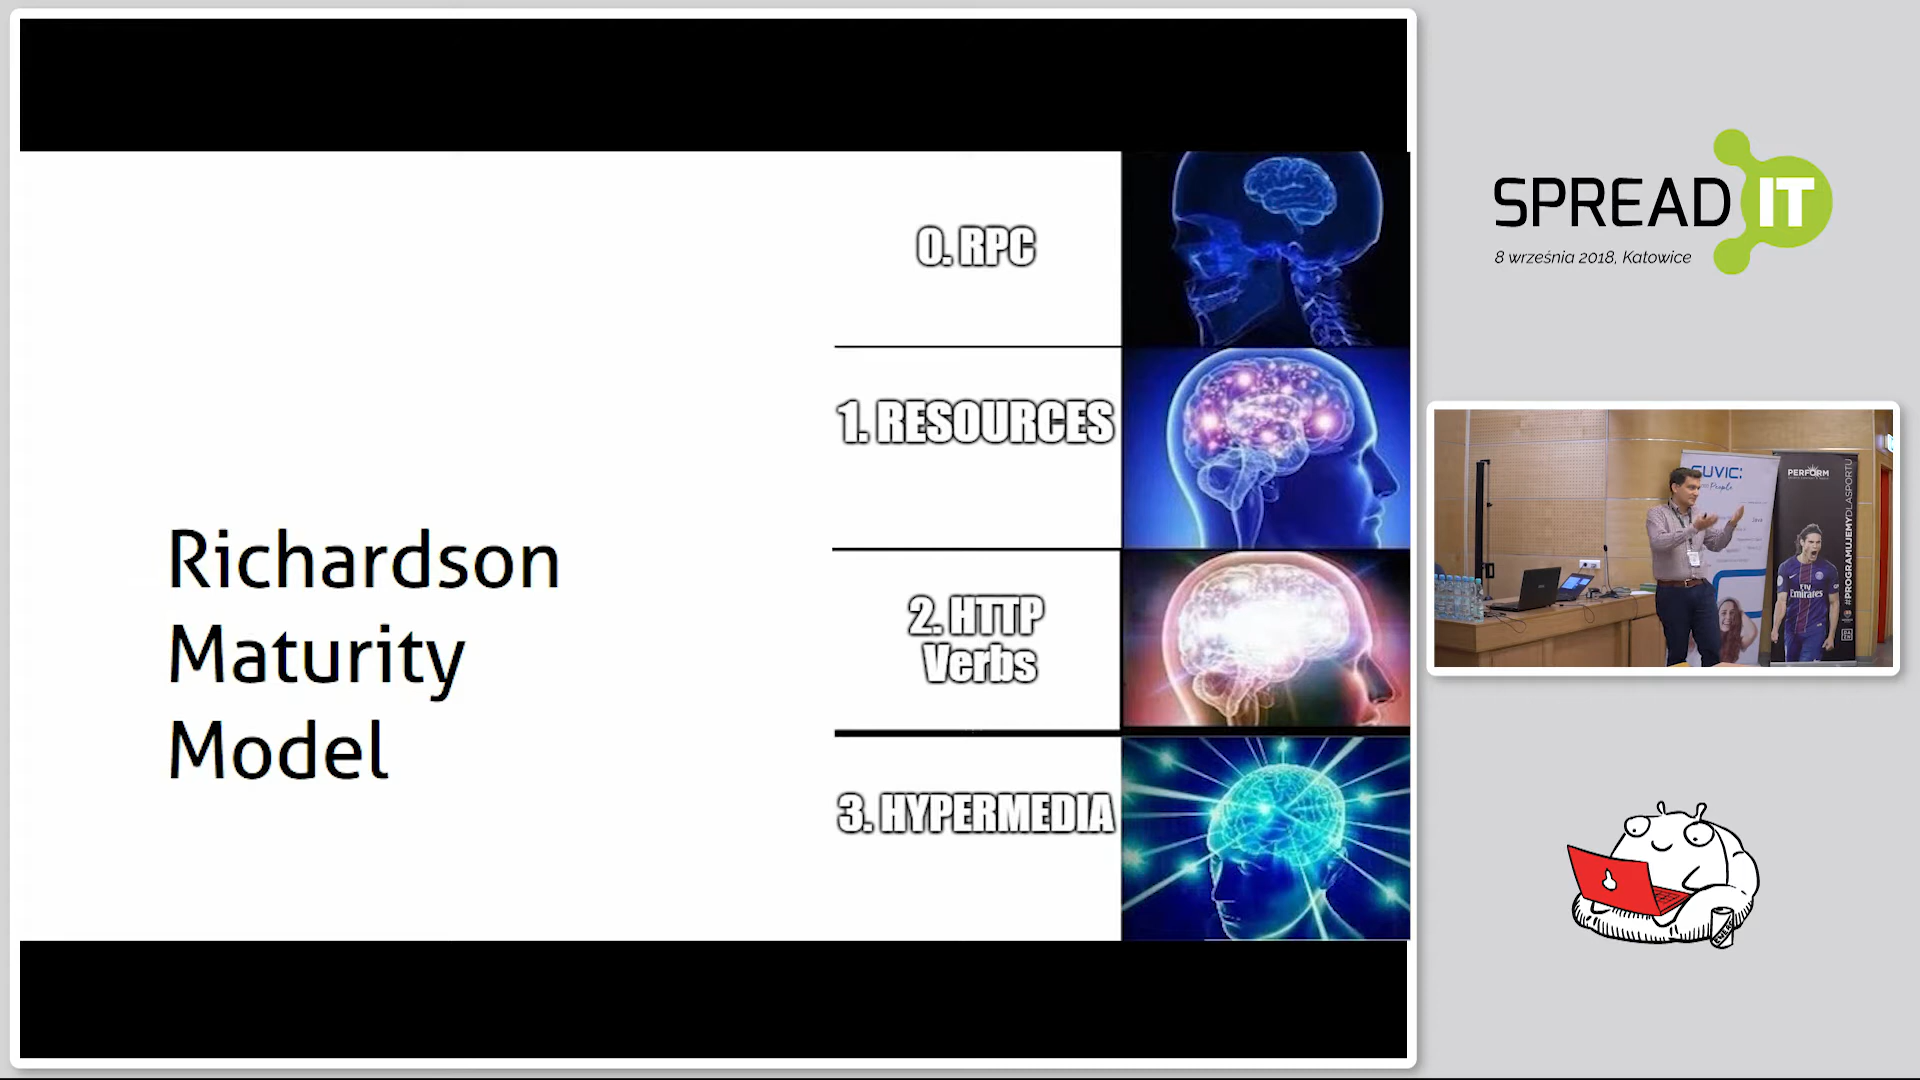 Richardson
Maturity
Model
0. RPC
1. RESOURCES
2. HTTP
Verbs
3. HYPERMEDIA
SPREAD IT
8 września 2018, Katowice
People
PERFORM
#PROGRAMUJEMYDLASPORTU
Fly
Emirates